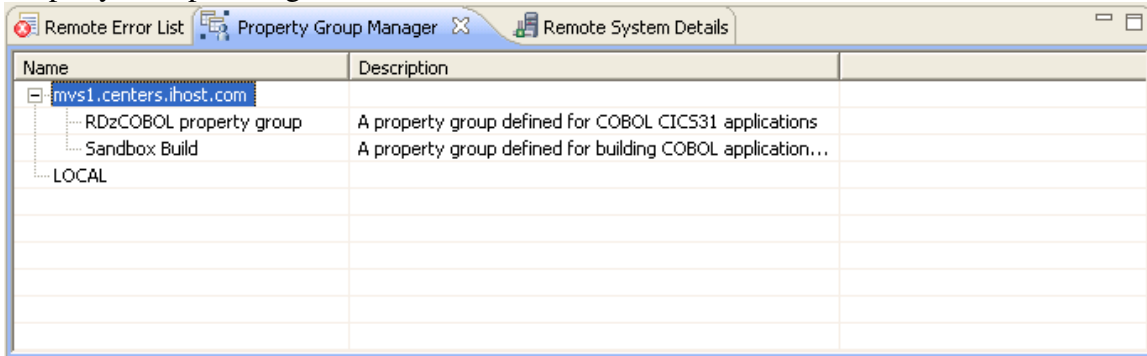 Remote Error List Property Group Manager Remote System Details
Name Description
mvs1.centers.ihost.com
RDzCOBOL property group A property group defined for COBOL CICS31 applications
Sandbox Build A property group defined for building COBOL application...
LOCAL